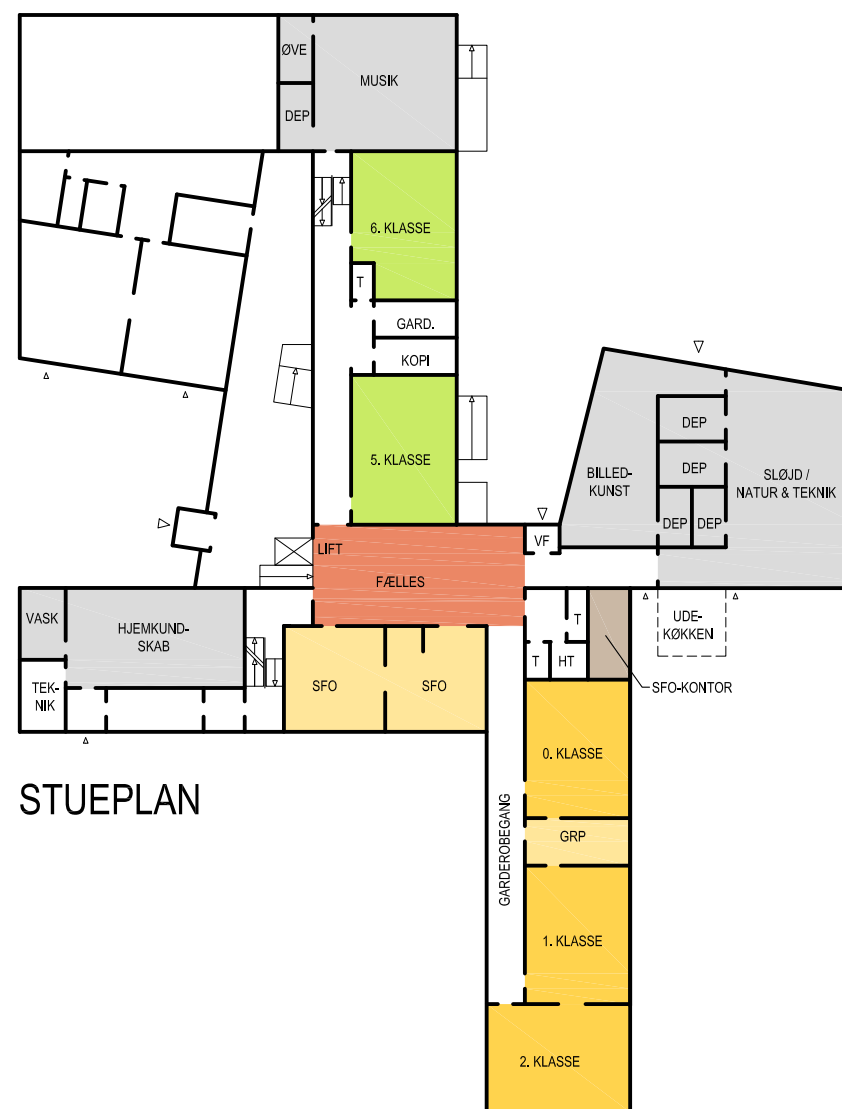 ØVE
MUSIK
DEP
6. KLASSE
T
GARD.
KOPI
5. KLASSE
DEP
DEP
BILLED-
KUNST
SLØJD /
NATUR & TEKNIK
DEP
DEP
VF
LIFT
FÆLLES
VASK
HJEMKUND-
SKAB
T
UDE-
KØKKEN
T
HT
TEK-
NIK
SFO
SFO
SFO-KONTOR
0. KLASSE
STUEPLAN
GARDEROBEGANG
GRP
1. KLASSE
2. KLASSE